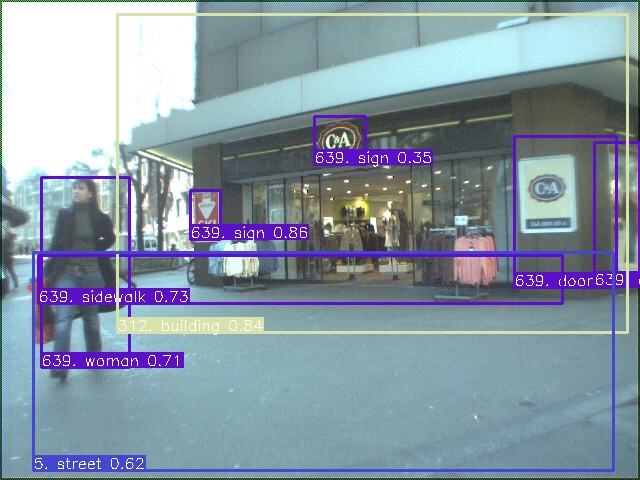 C&A
639. sign 0.35
C&A
SKI
639. sign 0.86
639. door
639. d
639. sidewalk 0.73
312. building 0.84
639. woman 0.71
5. street 0.62